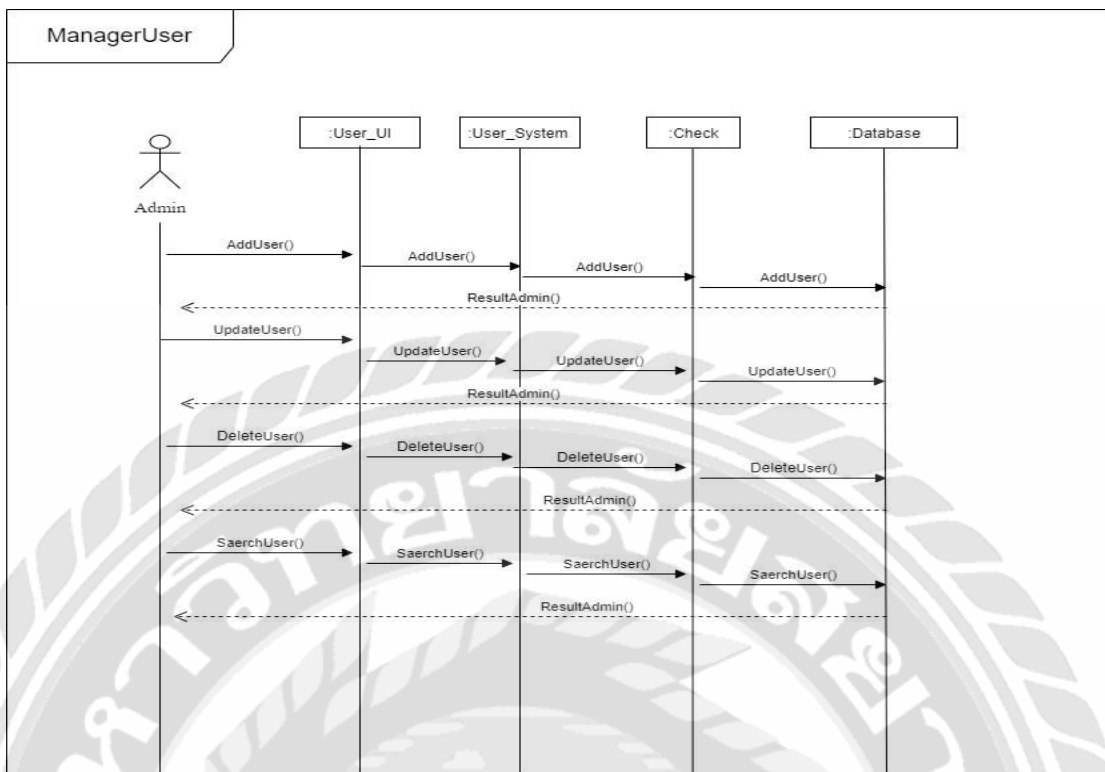 ManagerUser
:User_UI
:User_System
:Check
:Database
Admin
AddUser()
AddUser()
AddUser()
AddUser()
ResultAdmin()
UpdateUser()
UpdateUser()
UpdateUser()
UpdateUser()
ResultAdmin()
DeleteUser()
DeleteUser()
DeleteUser()
DeleteUser()
ResultAdmin()
SaerchUser()
SaerchUser()
SaerchUser()
SaerchUser()
ResultAdmin()